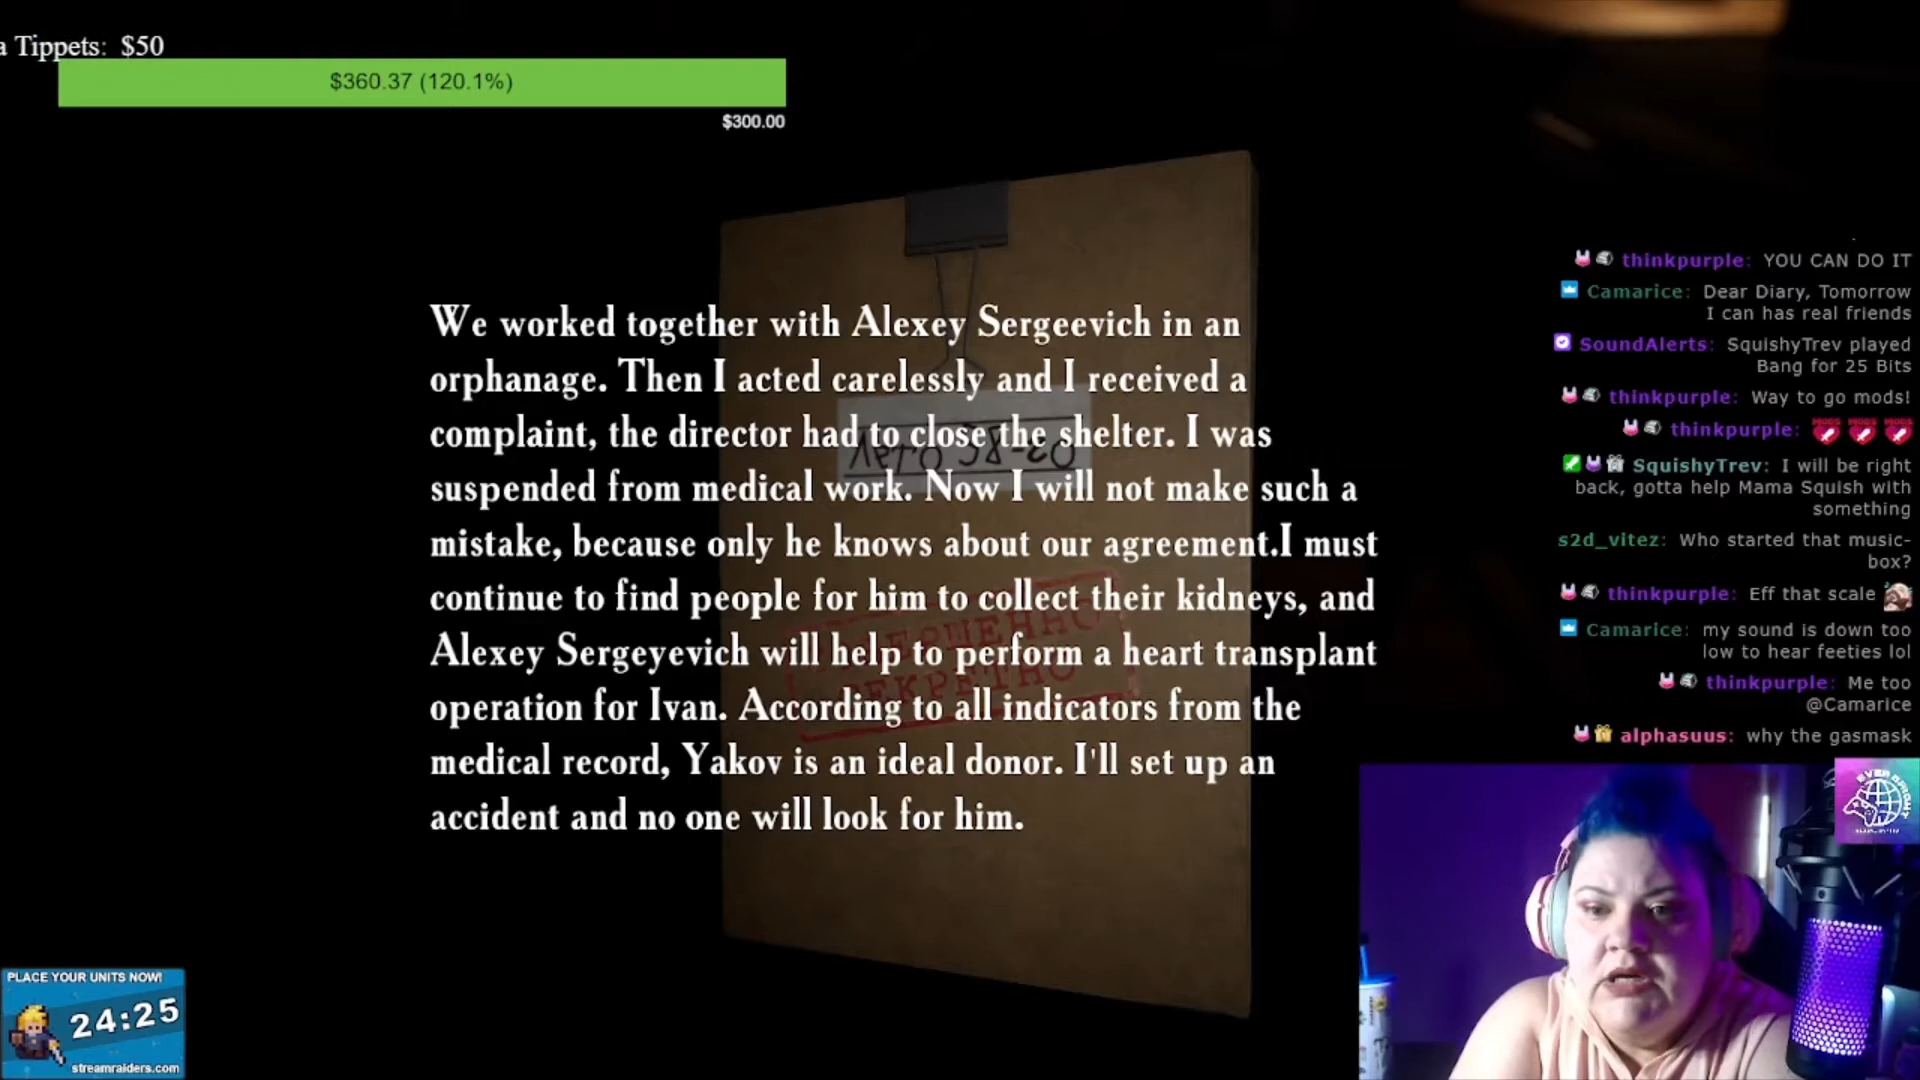 a Tippets: $50
$360.37 (120.1%)
$300.00
We worked together with Alexey Sergeevich in an
orphanage. Then I acted carelessly and I received a
complaint, the director had to close the shelter. I was
suspended from medical work. Now I will not make such a
mistake, because only he knows about our agreement.I must
continue to find people for him to collect their kidneys, and
Alexey Sergeyevich will help to perform a heart transplant
operation for Ivan. According to all indicators from the
medical record, Yakov is an ideal donor. I'll set up an
accident and no one will look for him.
СОВЕРШЕННО
СЕКРЕТНО
thinkpurple: YOU CAN DO IT
Camarice: Dear Diary, Tomorrow
I can has real friends
SoundAlerts: SquishyTrev played
Bang for 25 Bits
thinkpurple: Way to go mods!
thinkpurple:
SquishyTrev: I will be right
back, gotta help Mama Squish with
something
s2d_vitez: Who started that music-
box?
thinkpurple: Eff that scale
Camarice: my sound is down too
low to hear feeties lol
thinkpurple: Me too
@Camarice
alphasuus: why the gasmask
PLACE YOUR UNITS NOW!
24:25
streamraiders.com